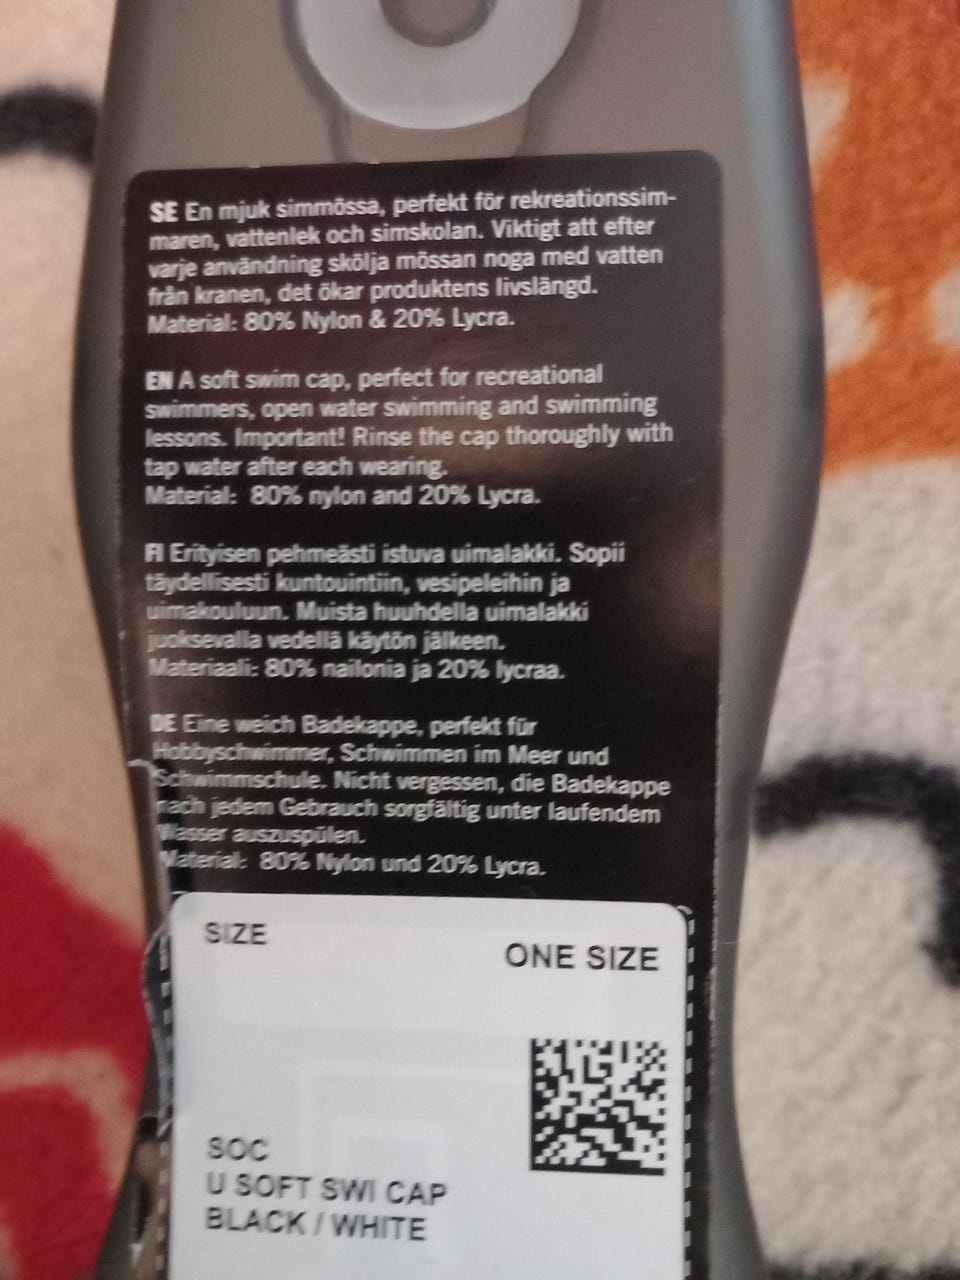 SE En mjuk simmössa, perfekt för rekreationssim-
maren, vattenlek och simskolan. Viktigt att efter
varje användning skölja mössan noga med vatten
från kranen, det ökar produktens livslängd.
Material: 80% Nylon & 20% Lycra.
EN A soft swim cap, perfect for recreational
swimmers, open water swimming and swimming
lessons. Important! Rinse the cap thoroughly with
tap water after each wearing.
Material: 80% nylon and 20% Lycra.
FI Erityisen pehmeästi istuva uimalakki. Sopii
täydellisesti kuntouintiin, vesipeleihin ja
uimakouluun. Muista huuhdella uimalakki
juoksevalla vedellä käytön jälkeen.
Materiaali: 80% nailonia ja 20% lycraa.
DE Eine weich Badekappe, perfekt für
Hobbyschwimmer, Schwimmen im Meer und
Schwimmschule. Nicht vergessen, die Badekappe
nach jedem Gebrauch sorgfältig unter laufendem
Wasser auszuspülen.
Material: 80% Nylon und 20% Lycra.
SIZE
ONE SIZE
SOC
U SOFT SWI CAP
BLACK / WHITE